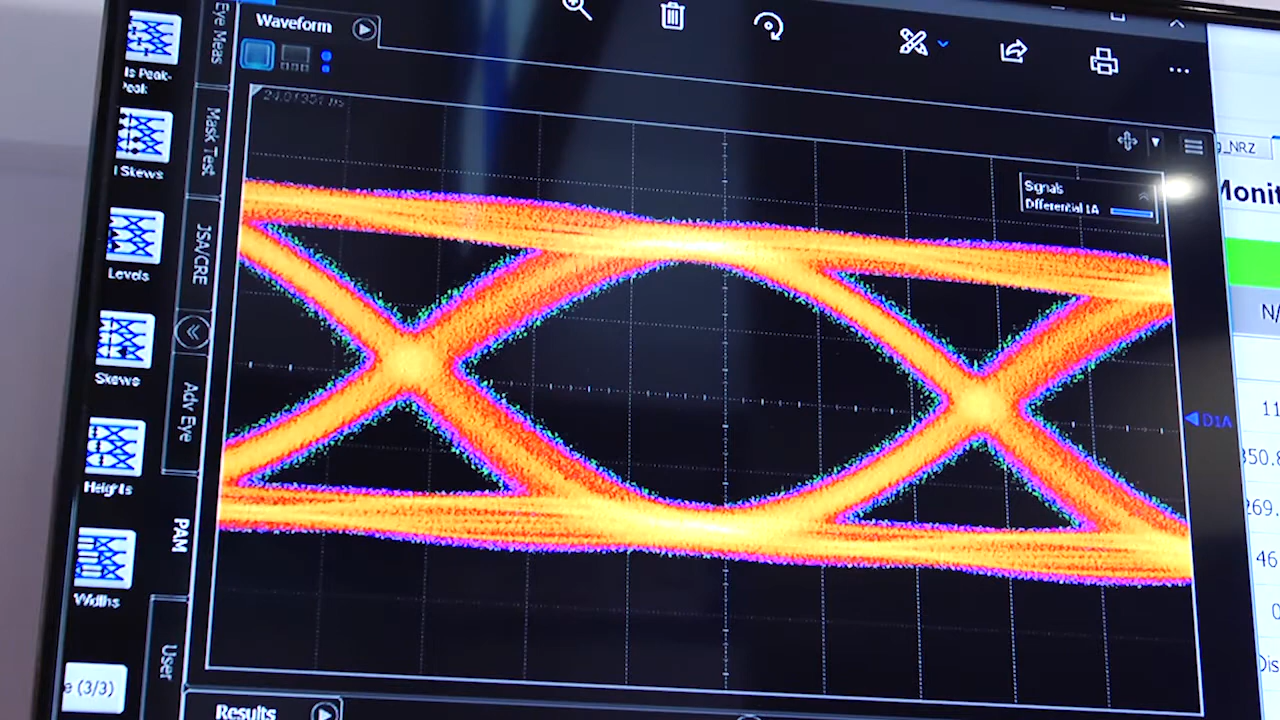 Waveform
Eye Meas
Mask Test
JSA/CRE
Adv Eye
PAM
User
ls Peak-
Peak
l Skews
Levels
Skews
Heights
Widths
e (3/3)
Signals
Differential 1A
D1A
Results
g_NRZ
Monit
N/
11
350.8
269.
46
0
Dis